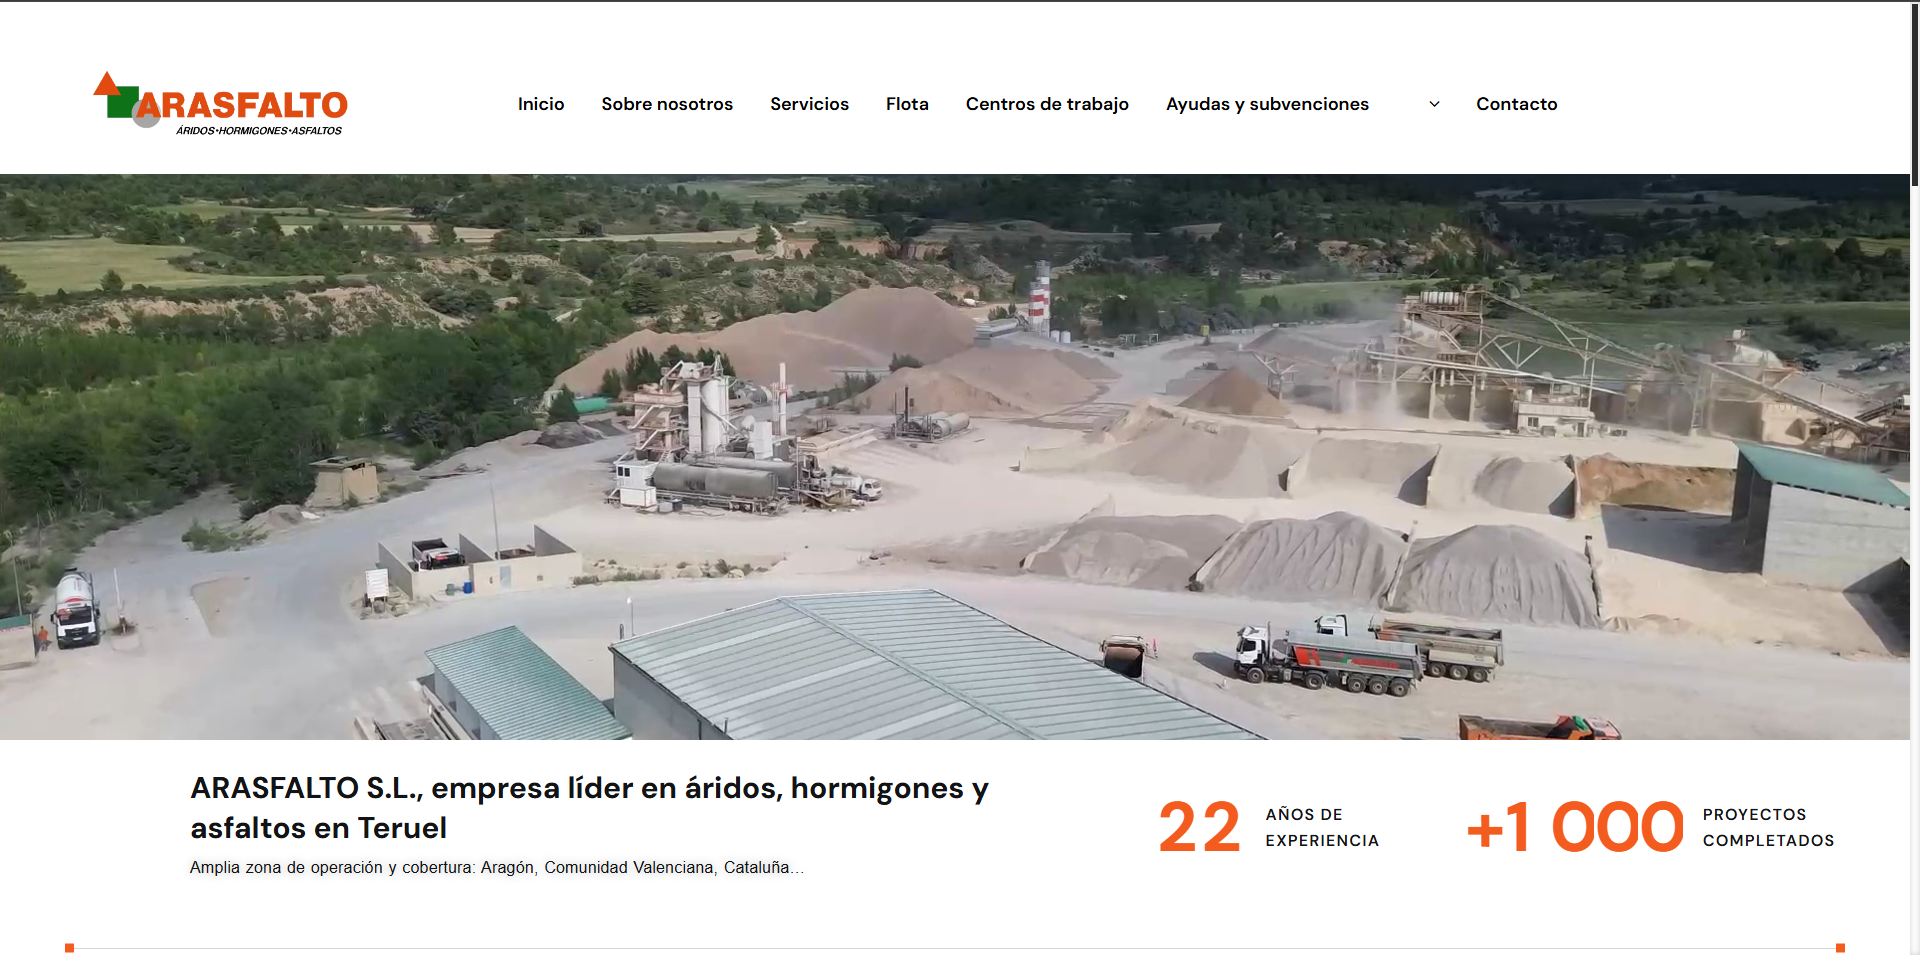 ARASFALTO
ÁRIDOS•HORMIGONES•ASFALTOS
Inicio
Sobre nosotros
Servicios
Flota
Centros de trabajo
Ayudas y subvenciones
Contacto
ARASFALTO S.L., empresa líder en áridos, hormigones y
asfaltos en Teruel
Amplia zona de operación y cobertura: Aragón, Comunidad Valenciana, Cataluña...
22
AÑOS DE
EXPERIENCIA
+1 000
PROYECTOS
COMPLETADOS